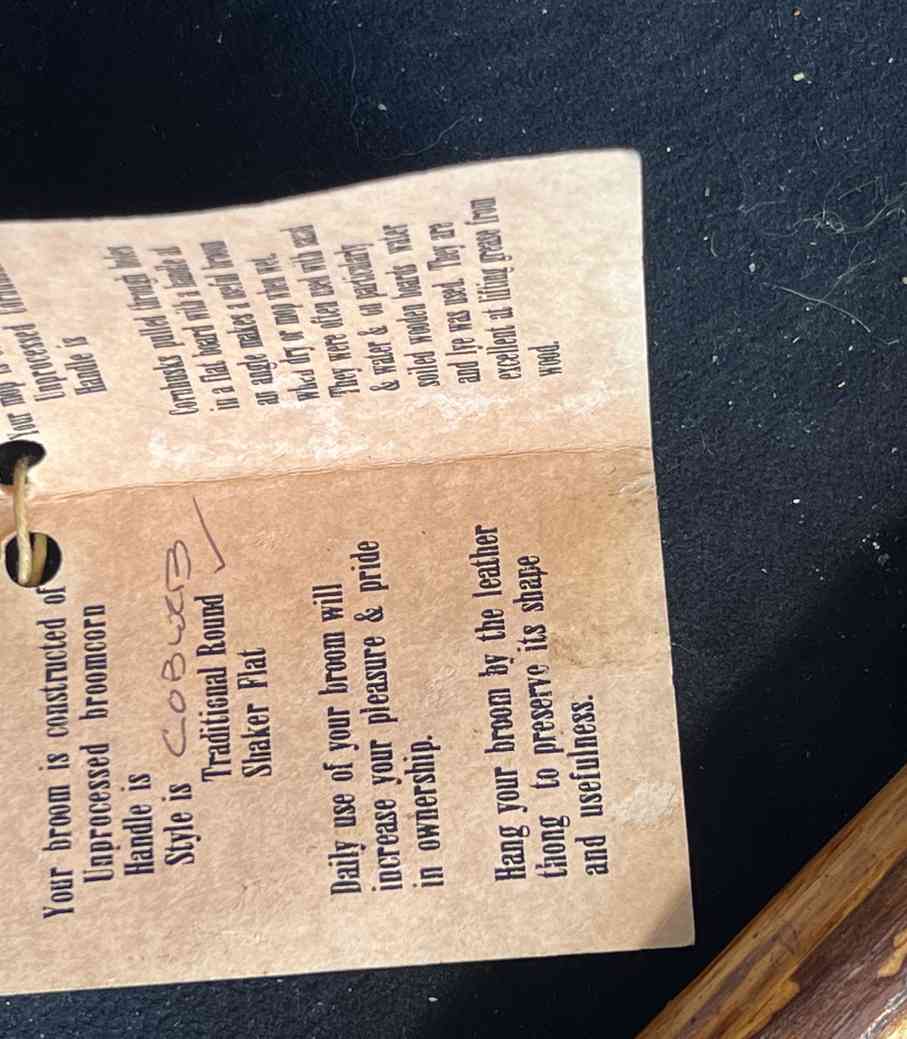 Your broom is constructed of
Unprocessed broomcorn
Handle is
Style is COBWEB
Traditional Round ✓
Shaker Flat
Daily use of your broom will
increase your pleasure & pride
in ownership.
Hang your broom by the leather
thong to preserve its shape
and usefulness.
Your mop is
Unprocessed
Handle is
Cornhusks pulled through holes
in a flat board with a handle at
an angle makes a useful broom
when dry or mop when wet.
They were often used with sand
& water & on particularly
soiled wooden boards water
and lye was used. They are
excellent at lifting grease from
wood.